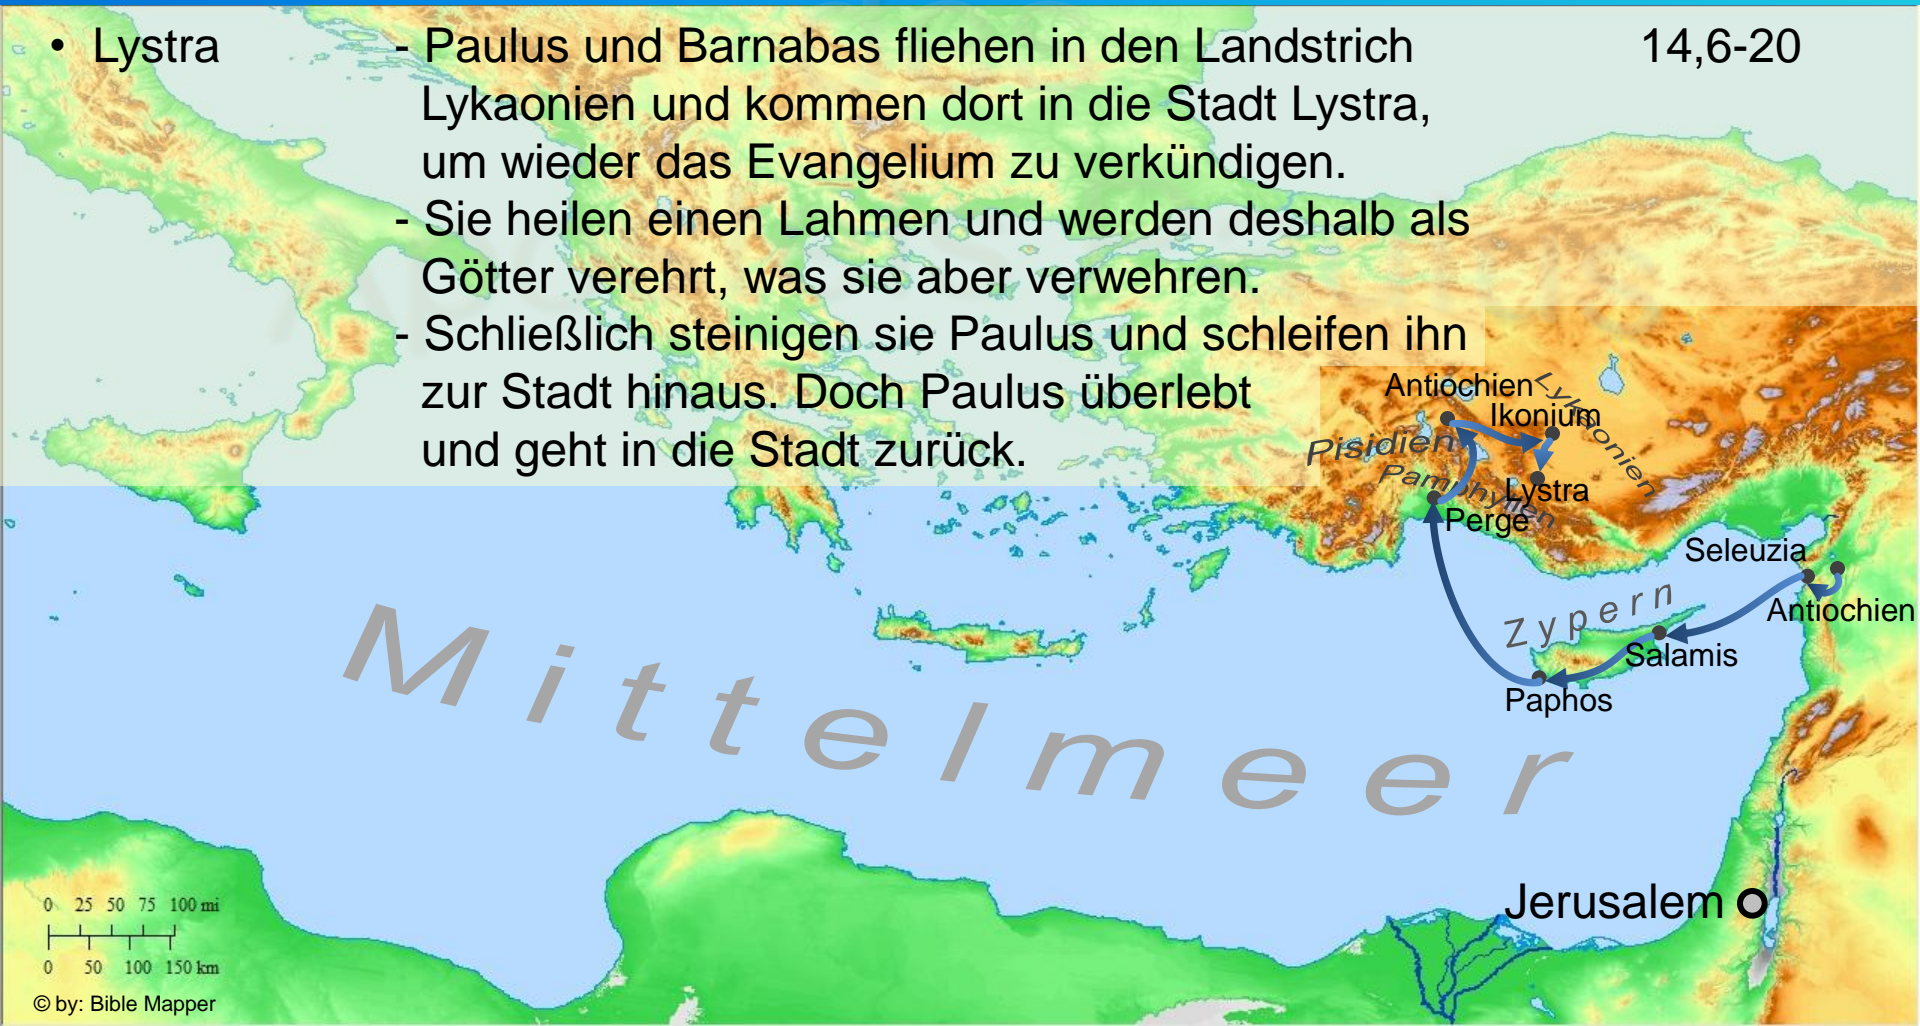 • Lystra - Paulus und Barnabas fliehen in den Landstrich 14,6-20
Lykaonien und kommen dort in die Stadt Lystra,
um wieder das Evangelium zu verkündigen.
- Sie heilen einen Lahmen und werden deshalb als
Götter verehrt, was sie aber verwehren.
- Schließlich steinigen sie Paulus und schleifen ihn
zur Stadt hinaus. Doch Paulus überlebt
und geht in die Stadt zurück.
Antiochien
Lykaonien
Ikonium
Pisidien
Pamphylien
Lystra
Perge
Seleuzia
Antiochien
Zypern
Salamis
Paphos
Mittelmeer
Jerusalem
0 25 50 75 100 mi
0 50 100 150 km
© by: Bible Mapper